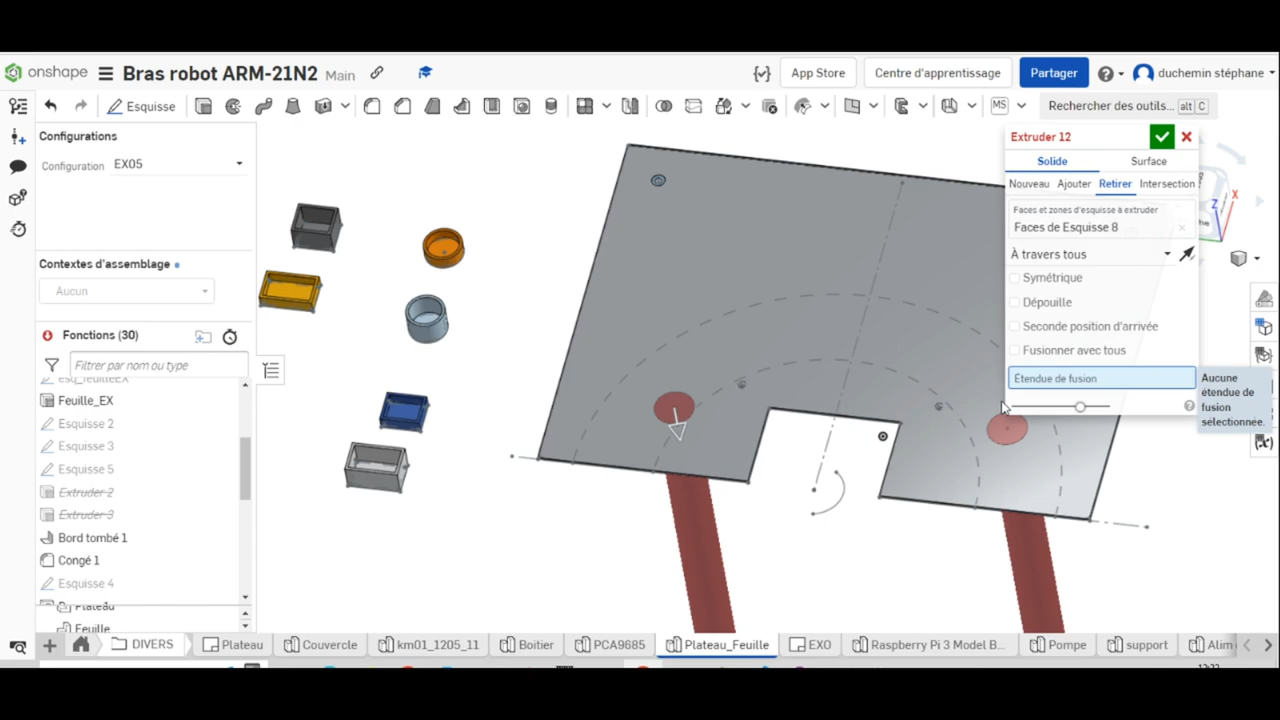 onshape
Bras robot ARM-21N2 Main
App Store
Centre d'apprentissage
Partager
duchemin stéphane
Esquisse
MS
Rechercher des outils... alt C
Configurations
Configuration EX05
Contextes d'assemblage
Aucun
Fonctions (30)
Filtrer par nom ou type
esq_feuilleEX
Feuille_EX
Esquisse 2
Esquisse 3
Esquisse 5
Extruder 2
Extruder 3
Bord tombé 1
Congé 1
Esquisse 4
Plateau
Feuille
Extruder 12
Solide Surface
Nouveau Ajouter Retirer Intersection
Faces et zones d'esquisse à extruder
Faces de Esquisse 8
À travers tous
Symétrique
Dépouille
Seconde position d'arrivée
Fusionner avec tous
Étendue de fusion
Aucune
étendue de
fusion
sélectionnée.
X
Z
(x)
DIVERS Plateau Couvercle km01_1205_11 Boitier PCA9685 Plateau_Feuille EXO Raspberry Pi 3 Model B... Pompe support Alim